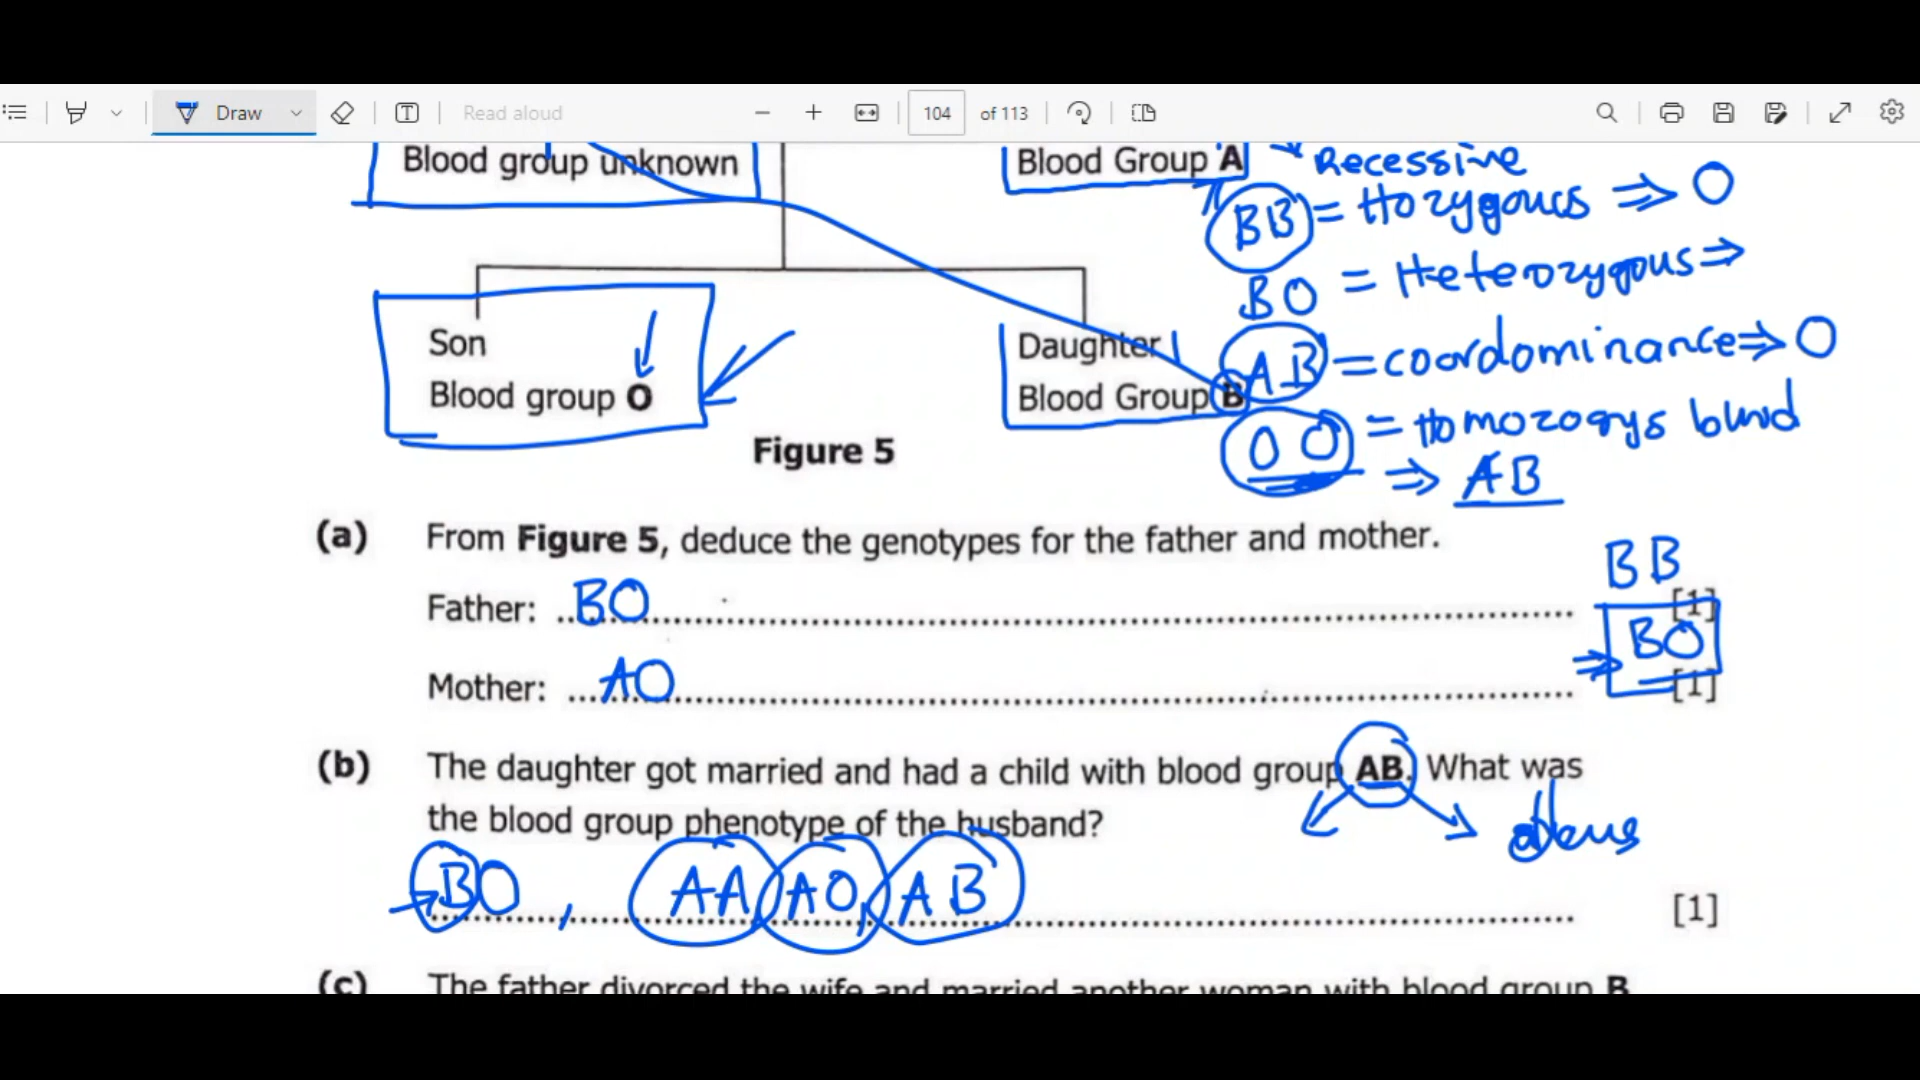 Draw
Read aloud
104 of 113
Blood group unknown
Blood Group A
Recessive
BB = Hozygous ⇒ O
BO = Heterozygous ⇒
AB = coordominance ⇒ O
Son
Blood group O
Daughter
Blood Group B
OO = Homozogys blwd
⇒ AB
Figure 5
(a) From Figure 5, deduce the genotypes for the father and mother.
BB
Father: BO [1]
BO
Mother: AO [1]
(b) The daughter got married and had a child with blood group AB. What was
the blood group phenotype of the husband?
BO, AA, AO, AB [1]
(c) The father divorced the wife and married another woman with blood group B